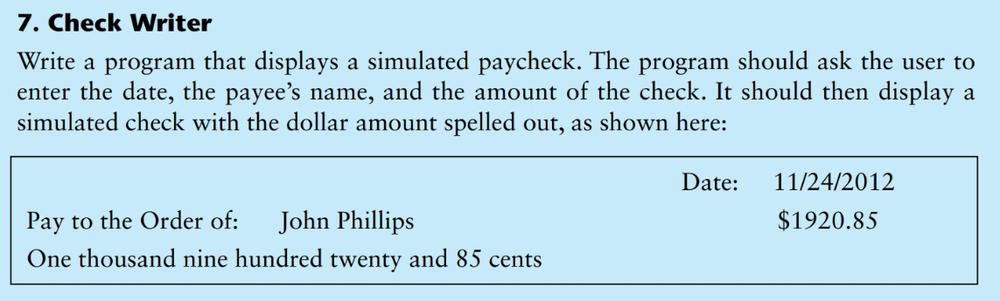 7. Check Writer
Write a program that displays a simulated paycheck. The program should ask the user to
enter the date, the payee’s name, and the amount of the check. It should then display a
simulated check with the dollar amount spelled out, as shown here:
Date: 11/24/2012
Pay to the Order of: John Phillips $1920.85
One thousand nine hundred twenty and 85 cents